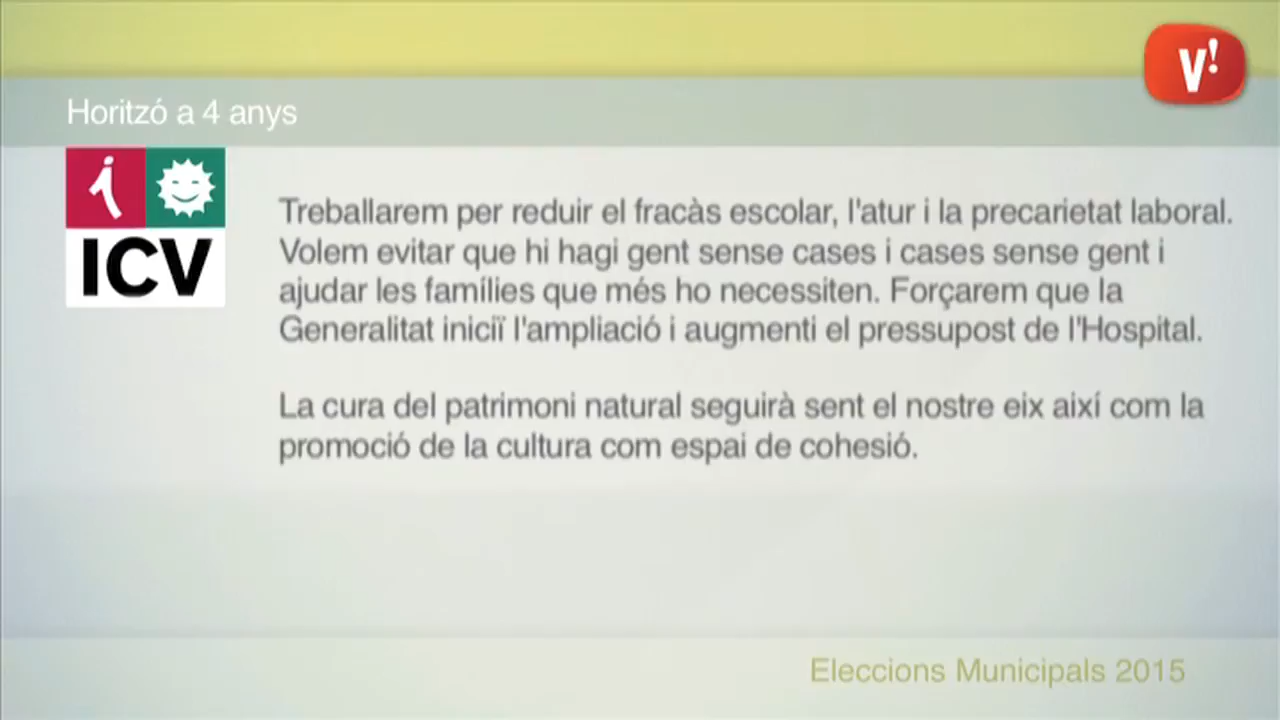 V!
Horitzó a 4 anys
i
ICV
Treballarem per reduir el fracàs escolar, l'atur i la precarietat laboral.
Volem evitar que hi hagi gent sense cases i cases sense gent i
ajudar les famílies que més ho necessiten. Forçarem que la
Generalitat iniciï l'ampliació i augmenti el pressupost de l'Hospital.
La cura del patrimoni natural seguirà sent el nostre eix així com la
promoció de la cultura com espai de cohesió.
Eleccions Municipals 2015